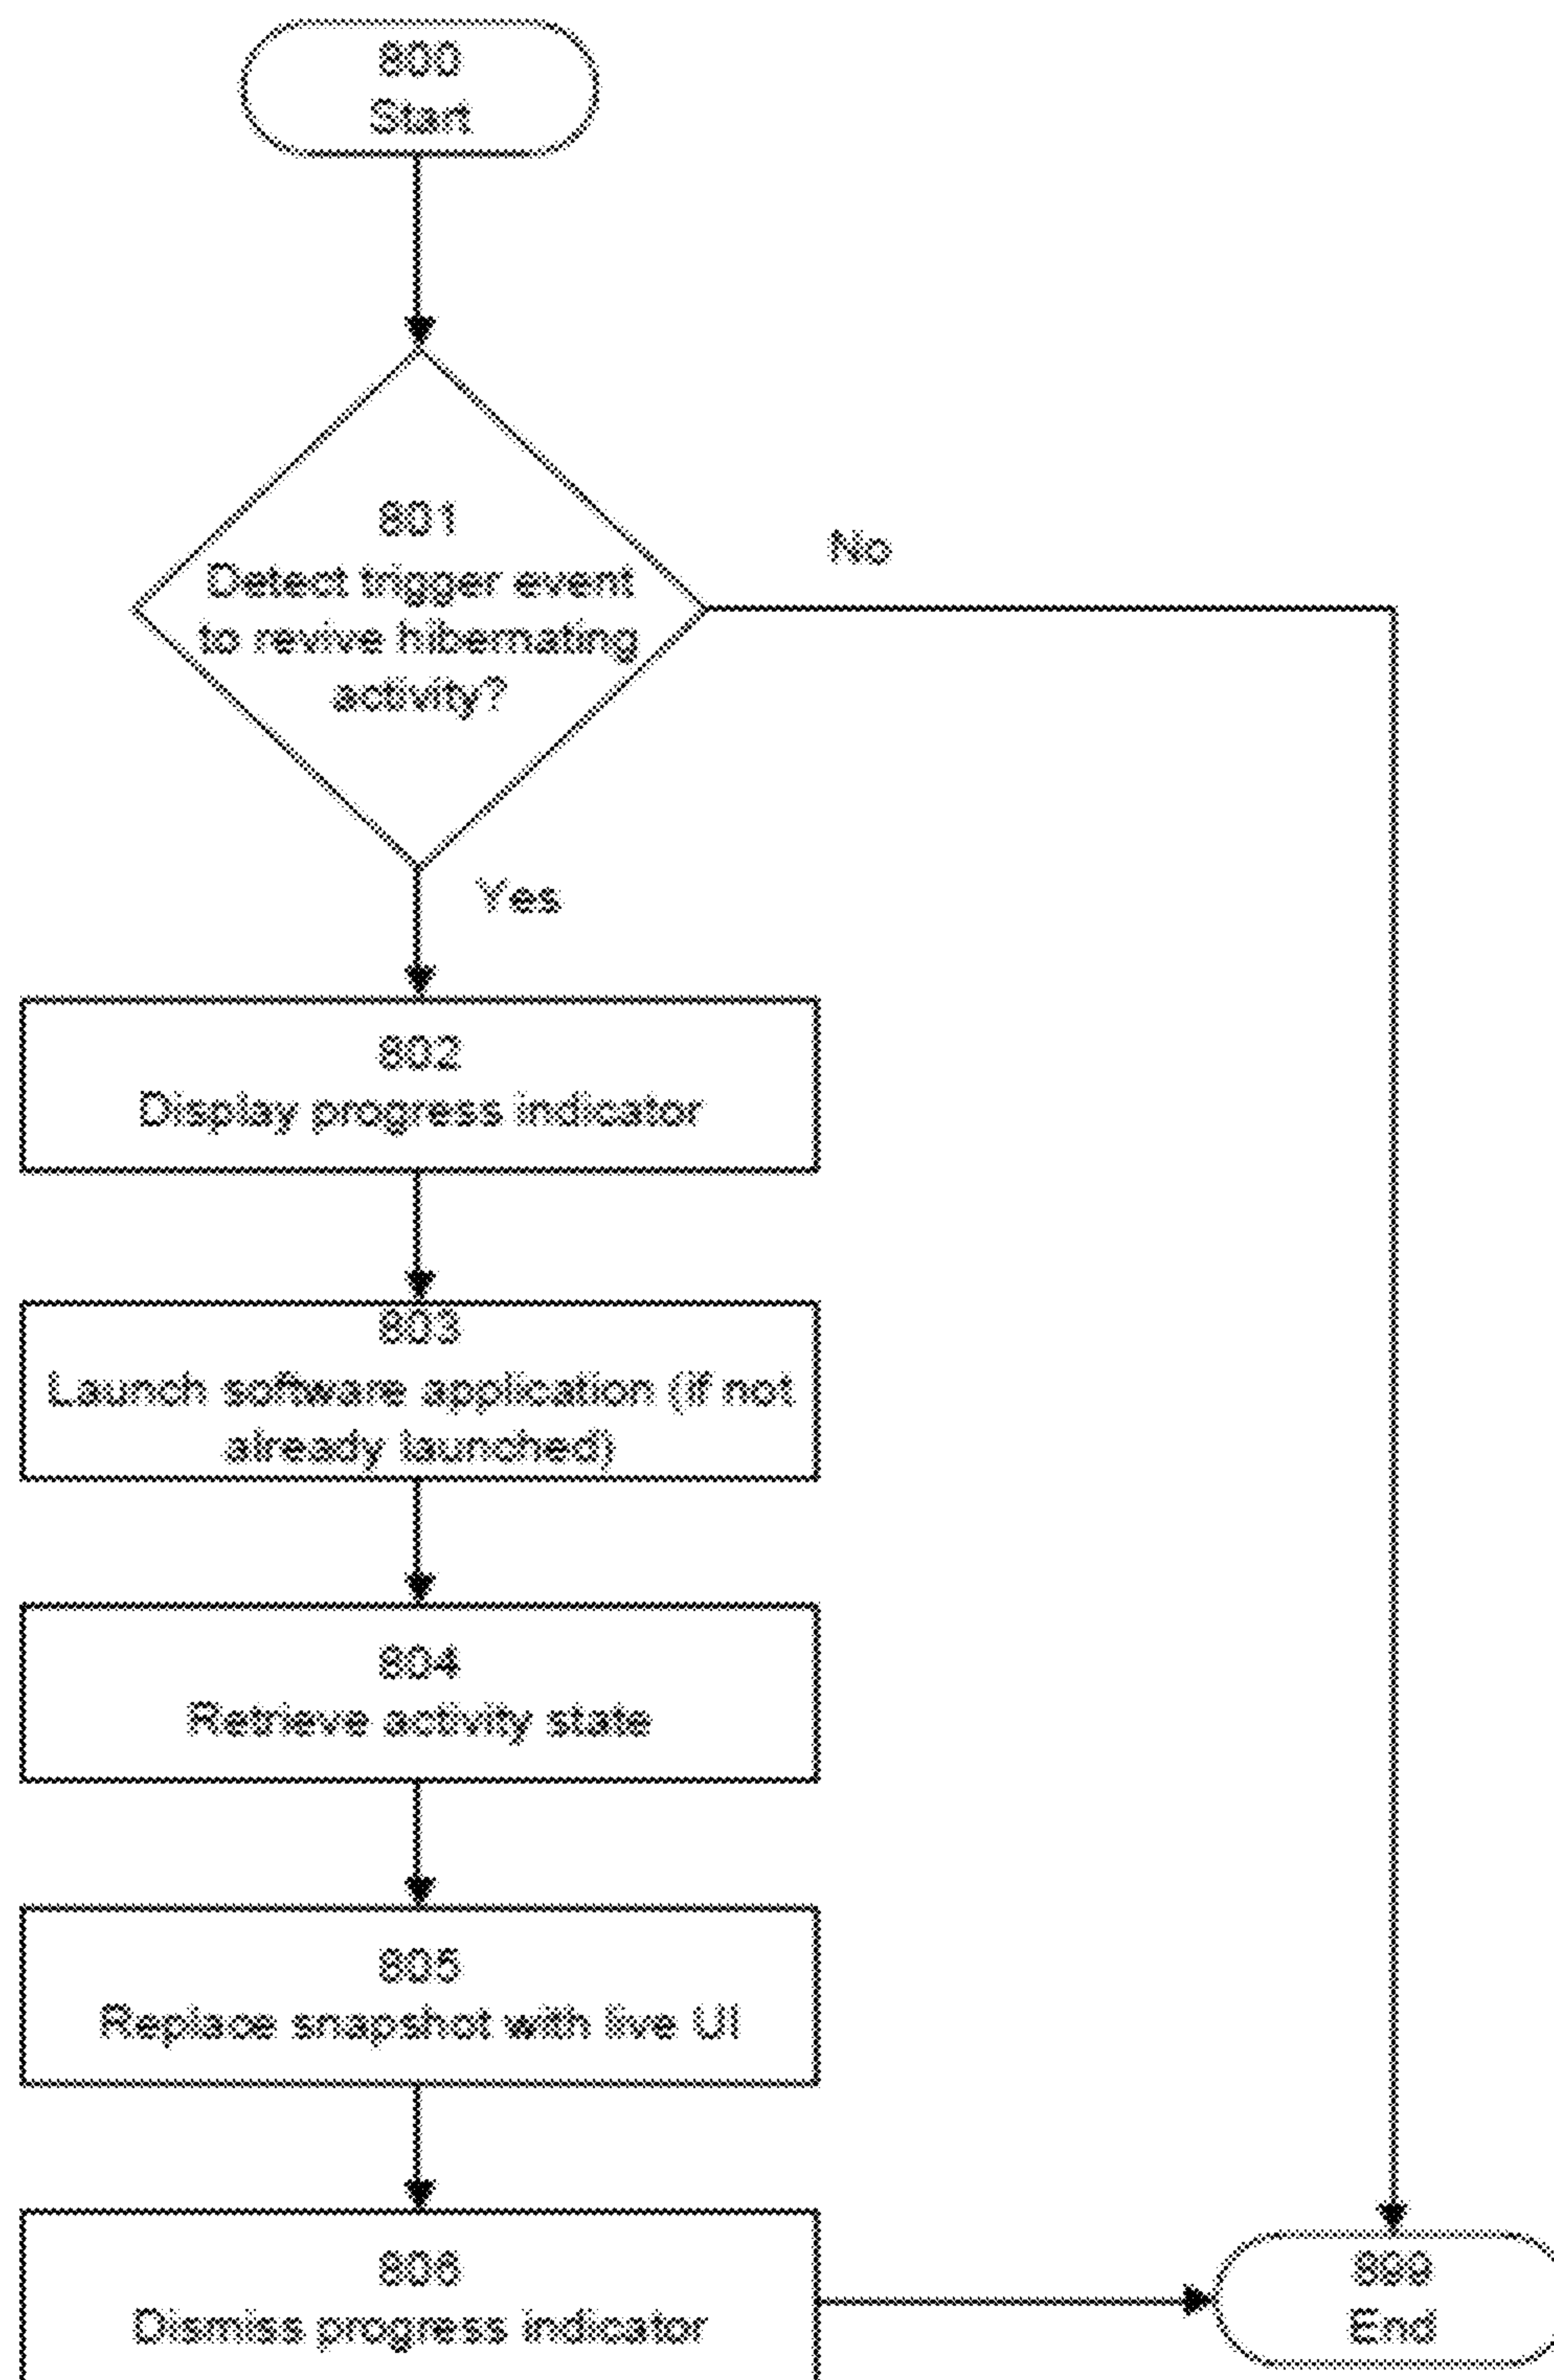 800
Start
801
Detect trigger event
to revive hibernating
activity?
No
Yes
802
Display progress indicator
803
Launch software application (if not
already launched)
804
Retrieve activity state
805
Replace snapshot with live UI
806
Dismiss progress indicator
899
End